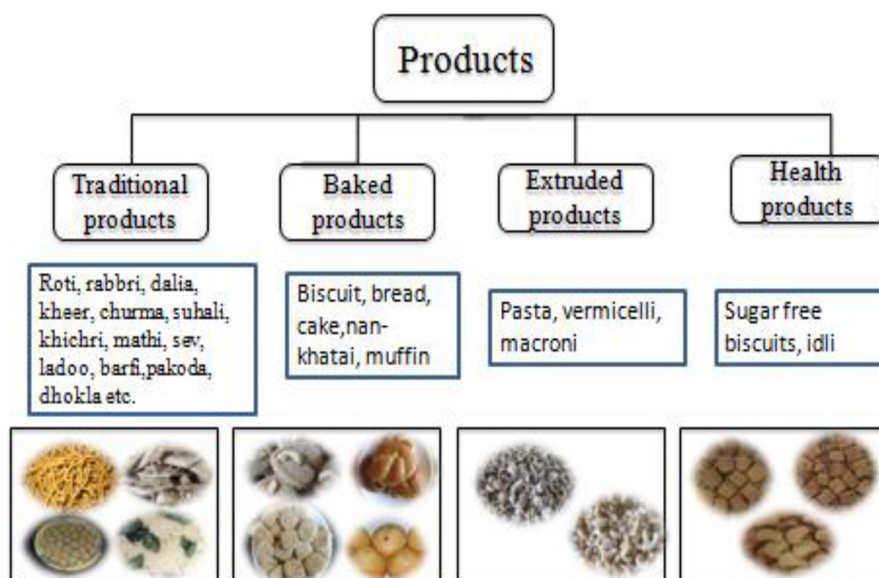 Products
Traditional
products
Baked
products
Extruded
products
Health
products
Roti, rabbri, dalia,
kheer, churma, suhali,
khichri, mathi, sev,
ladoo, barfi,pakoda,
dhokla etc.
Biscuit, bread,
cake,nan-
khatai, muffin
Pasta, vermicelli,
macroni
Sugar free
biscuits, idli